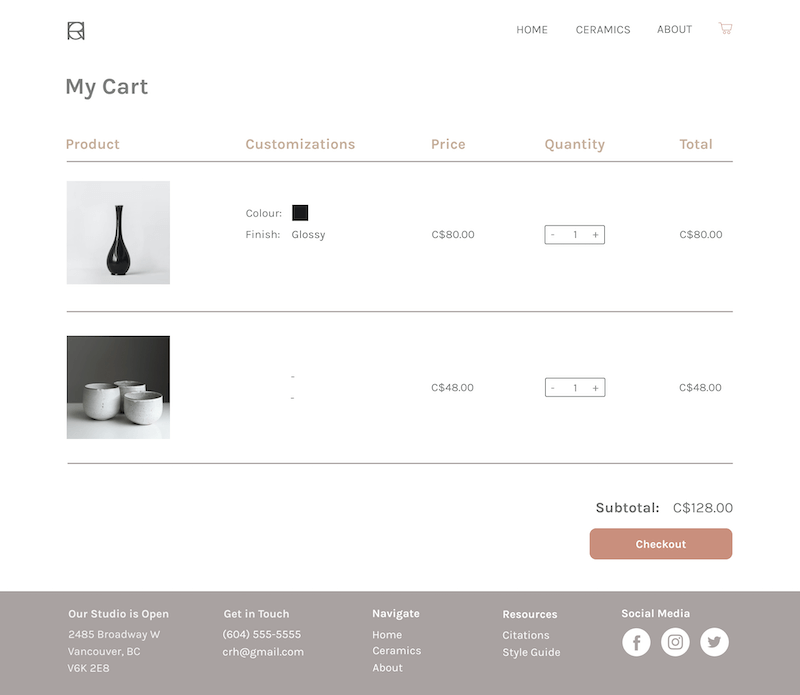 HOME CERAMICS ABOUT
My Cart
Product Customizations Price Quantity Total
Colour:
Finish: Glossy C$80.00 - 1 + C$80.00
-
C$48.00 - 1 + C$48.00
-
Subtotal: C$128.00
Checkout
Our Studio is Open Get in Touch Navigate Resources Social Media
2485 Broadway W (604) 555-5555 Home Citations
Vancouver, BC crh@gmail.com Ceramics Style Guide
V6K 2E8 About